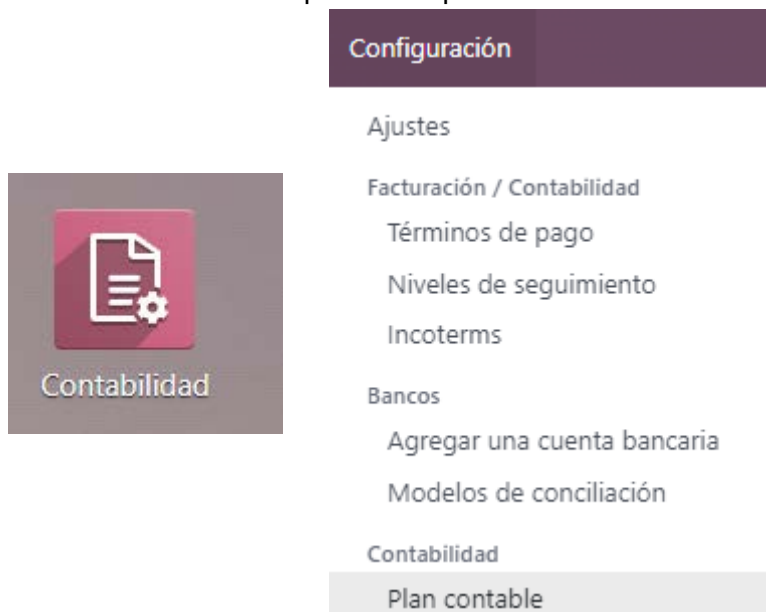 Configuración
Ajustes
Facturación / Contabilidad
Términos de pago
Niveles de seguimiento
Incoterms
Contabilidad
Bancos
Agregar una cuenta bancaria
Modelos de conciliación
Contabilidad
Plan contable